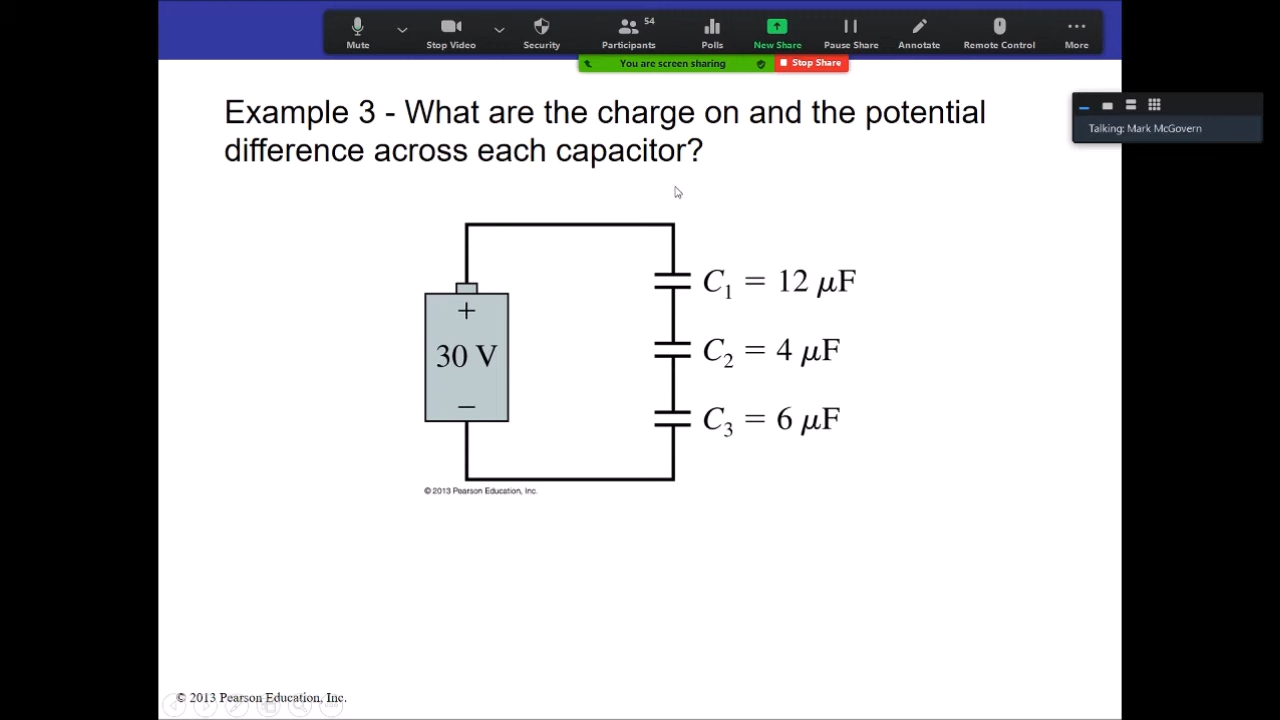 54
Mute
Stop Video
Security
Participants
Polls
New Share
Pause Share
Annotate
Remote Control
More
You are screen sharing
Stop Share
Talking: Mark McGovern
Example 3 - What are the charge on and the potential
difference across each capacitor?
C₁ = 12 μF
+
30 V
C₂ = 4 μF
−
C₃ = 6 μF
© 2013 Pearson Education, Inc.
© 2013 Pearson Education, Inc.